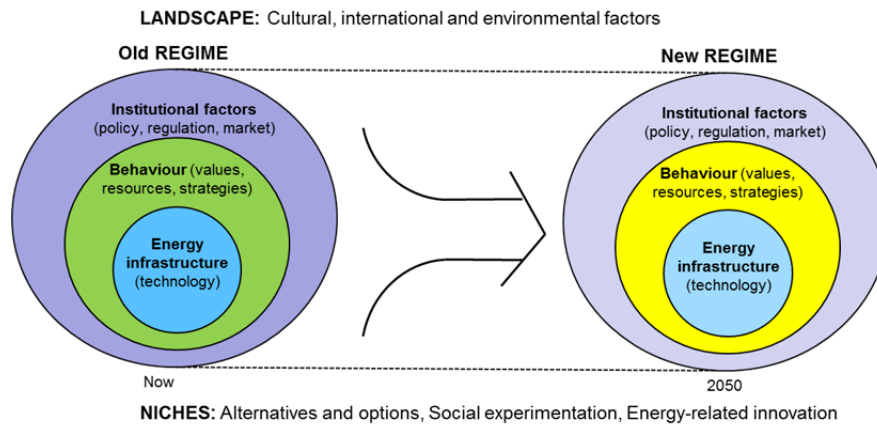 LANDSCAPE: Cultural, international and environmental factors
Old REGIME
New REGIME
Institutional factors
(policy, regulation, market)
Behaviour (values,
resources, strategies)
Energy
infrastructure
(technology)
Institutional factors
(policy, regulation, market)
Behaviour (values,
resources, strategies)
Energy
infrastructure
(technology)
Now
2050
NICHES: Alternatives and options, Social experimentation, Energy-related innovation